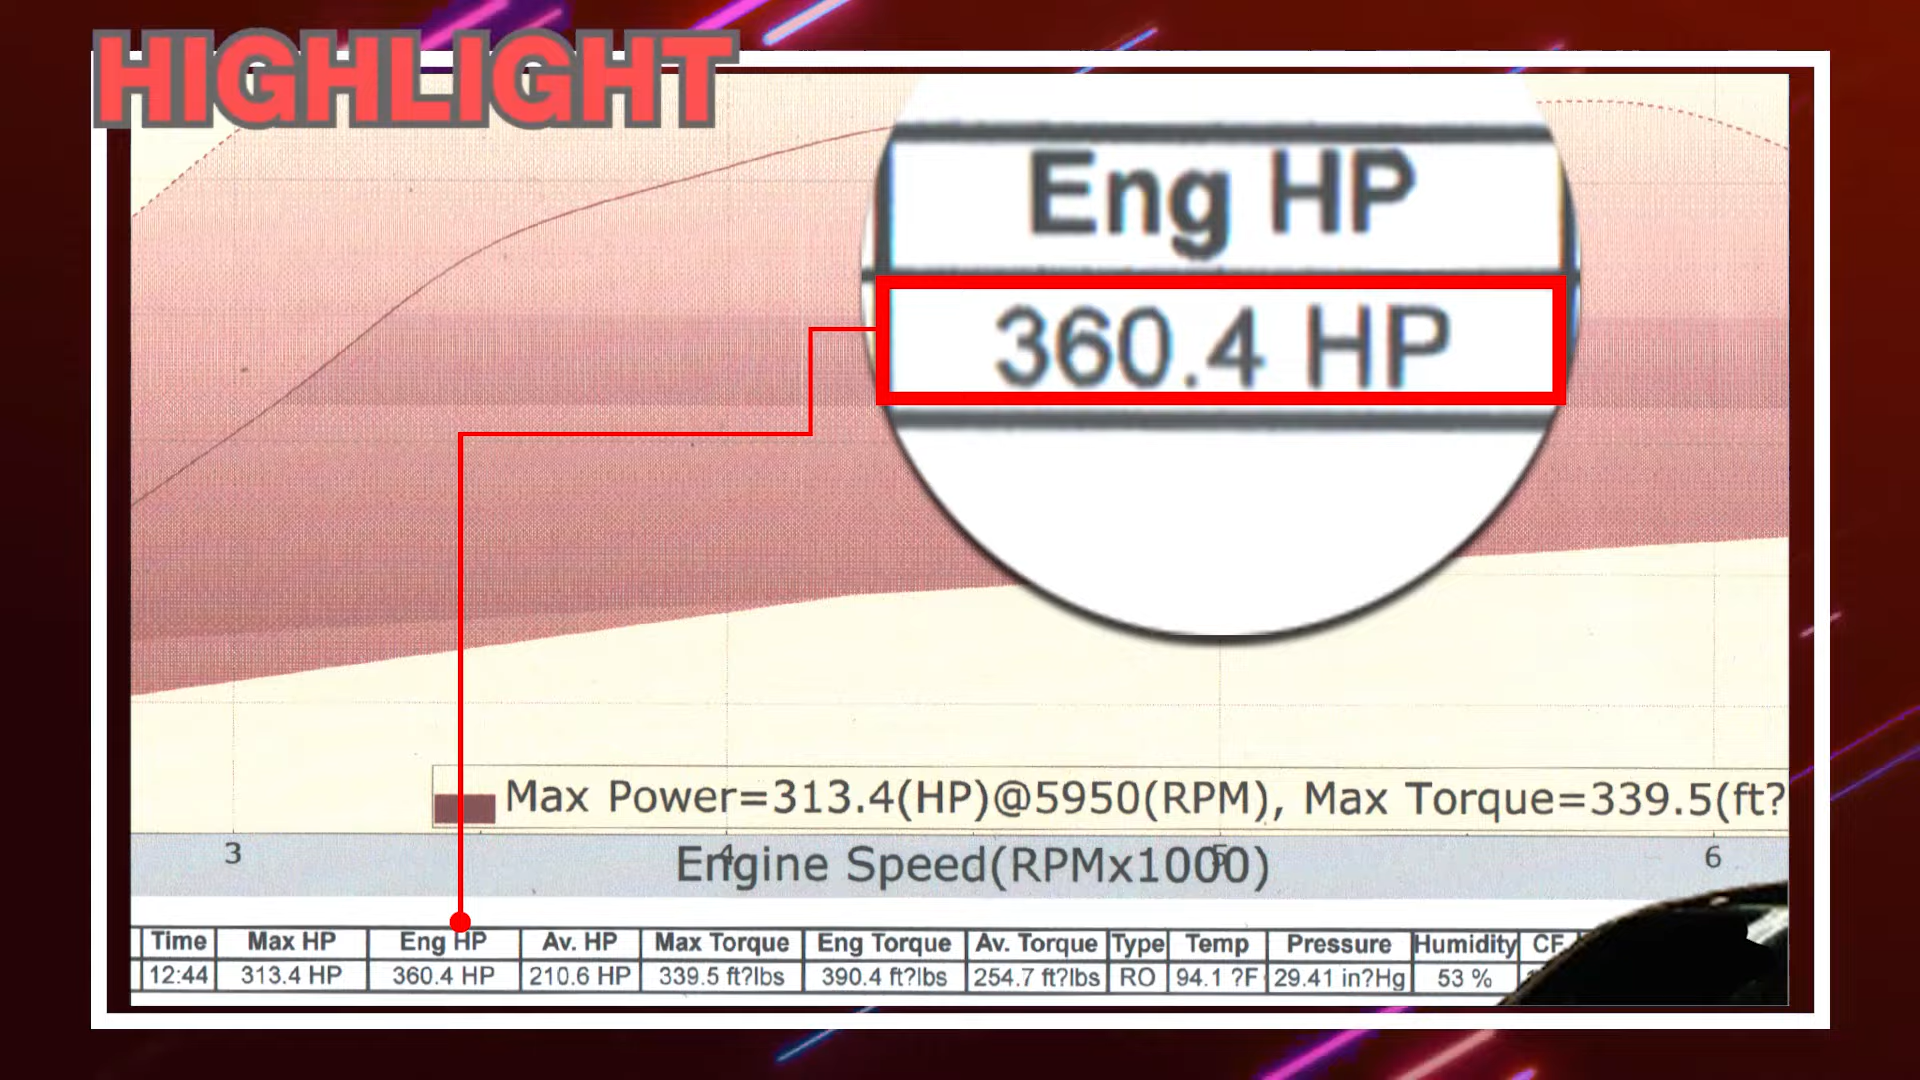 HIGHLIGHT
Eng HP
360.4 HP
Max Power=313.4(HP)@5950(RPM), Max Torque=339.5(ft?
3 4 5 6
Engine Speed(RPMx1000)
Time Max HP Eng HP Av. HP Max Torque Eng Torque Av. Torque Type Temp Pressure Humidity CF
12:44 313.4 HP 360.4 HP 210.6 HP 339.5 ft?lbs 390.4 ft?lbs 254.7 ft?lbs RO 94.1 ?F 29.41 in?Hg 53 %